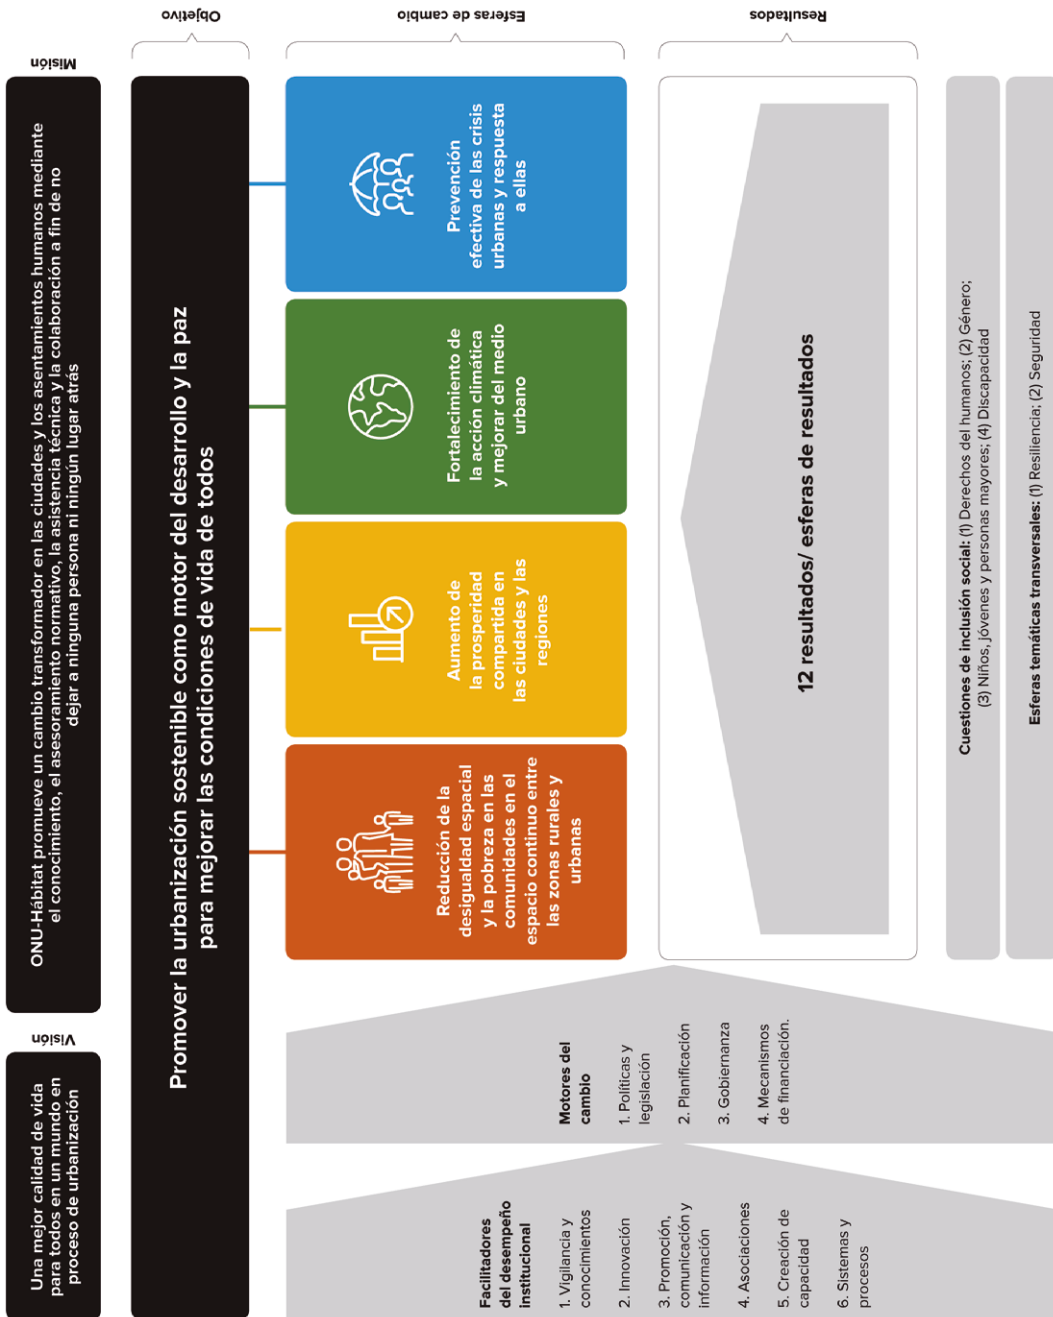 Visión
Una mejor calidad de vida
para todos en un mundo en
proceso de urbanización
Misión
ONU-Hábitat promueve un cambio transformador en las ciudades y los asentamientos humanos mediante
el conocimiento, el asesoramiento normativo, la asistencia técnica y la colaboración a fin de no
dejar a ninguna persona ni ningún lugar atrás
Objetivo
Promover la urbanización sostenible como motor del desarrollo y la paz
para mejorar las condiciones de vida de todos
Esferas de cambio
Reducción de la
desigualdad espacial
y la pobreza en las
comunidades en el
espacio continuo entre
las zonas rurales y
urbanas
Aumento de
la prosperidad
compartida en
las ciudades y las
regiones
Fortalecimiento de
la acción climática
y mejorar del medio
urbano
Prevención
efectiva de las crisis
urbanas y respuesta
a ellas
Resultados
12 resultados/ esferas de resultados
Facilitadores
del desempeño
institucional
1. Vigilancia y
conocimientos
2. Innovación
3. Promoción,
comunicación y
información
4. Asociaciones
5. Creación de
capacidad
6. Sistemas y
procesos
Motores del
cambio
1. Políticas y
legislación
2. Planificación
3. Gobiernanza
4. Mecanismos
de financiación.
Cuestiones de inclusión social: (1) Derechos del humanos; (2) Género;
(3) Niños, jóvenes y personas mayores; (4) Discapacidad
Esferas temáticas transversales: (1) Resiliencia; (2) Seguridad